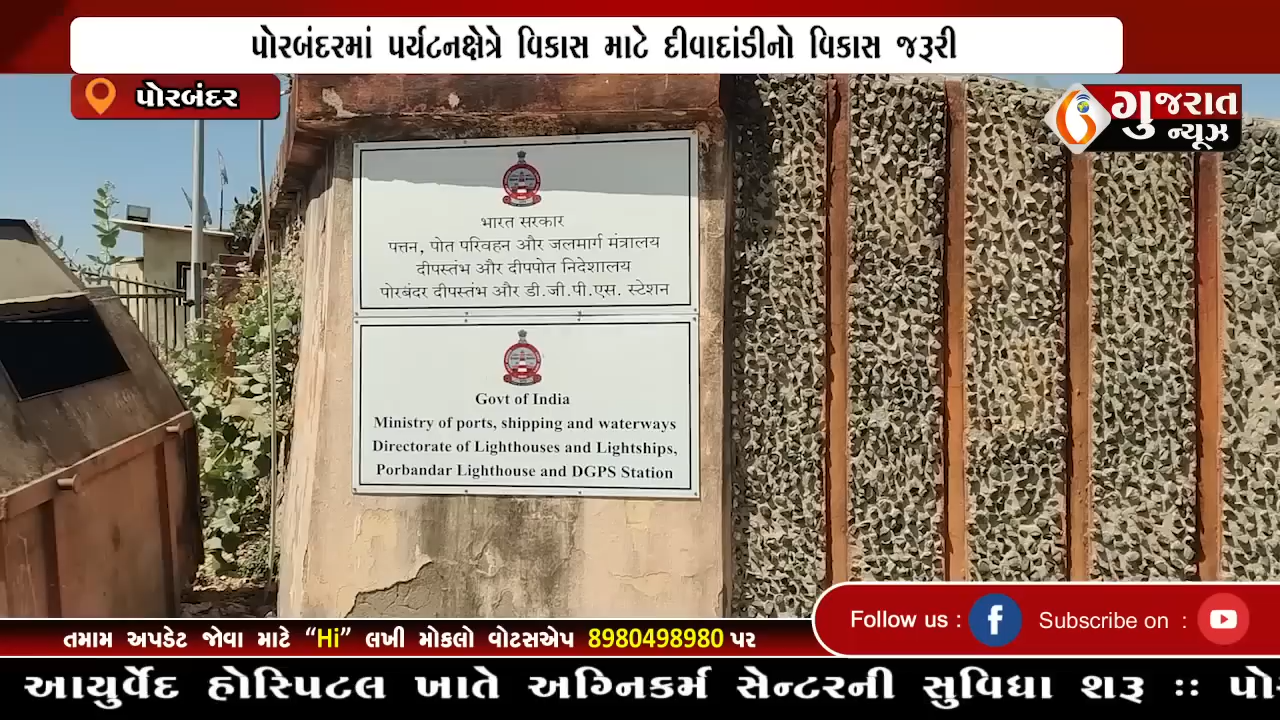 પોરબંદરમાં પર્યટનક્ષેત્રે વિકાસ માટે દીવાદાંડીનો વિકાસ જરૂરી
પોરબંદર
ગુજરાત
ન્યૂઝ
भारत सरकार
पत्तन, पोत परिवहन और जलमार्ग मंत्रालय
दीपस्तंभ और दीपपोत निदेशालय
पोरबंदर दीपस्तंभ और डी.जी.पी.एस. स्टेशन
Govt of India
Ministry of ports, shipping and waterways
Directorate of Lighthouses and Lightships,
Porbandar Lighthouse and DGPS Station
Follow us :
Subscribe on :
તમામ અપડેટ જોવા માટે “Hi” લખી મોકલો વોટસએપ 8980498980 પર
આયુર્વેદ હોસ્પિટલ ખાતે અગ્નિકર્મ સેન્ટરની સુવિધા શરૂ :: પો